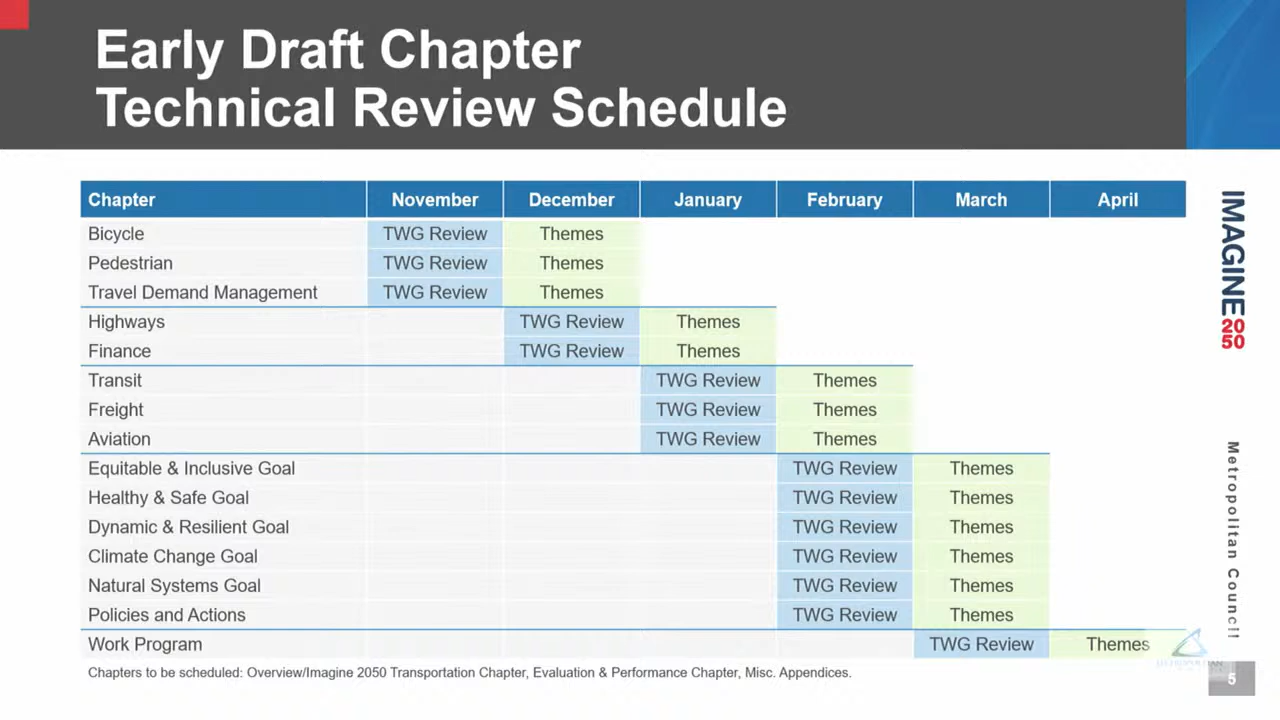 Early Draft Chapter
Technical Review Schedule
Chapter November December January February March April
Bicycle TWG Review Themes
Pedestrian TWG Review Themes
Travel Demand Management TWG Review Themes
Highways TWG Review Themes
Finance TWG Review Themes
Transit TWG Review Themes
Freight TWG Review Themes
Aviation TWG Review Themes
Equitable & Inclusive Goal TWG Review Themes
Healthy & Safe Goal TWG Review Themes
Dynamic & Resilient Goal TWG Review Themes
Climate Change Goal TWG Review Themes
Natural Systems Goal TWG Review Themes
Policies and Actions TWG Review Themes
Work Program TWG Review Themes
Chapters to be scheduled: Overview/Imagine 2050 Transportation Chapter, Evaluation & Performance Chapter, Misc. Appendices.
IMAGINE 2050
Metropolitan Council
METROPOLITAN
5